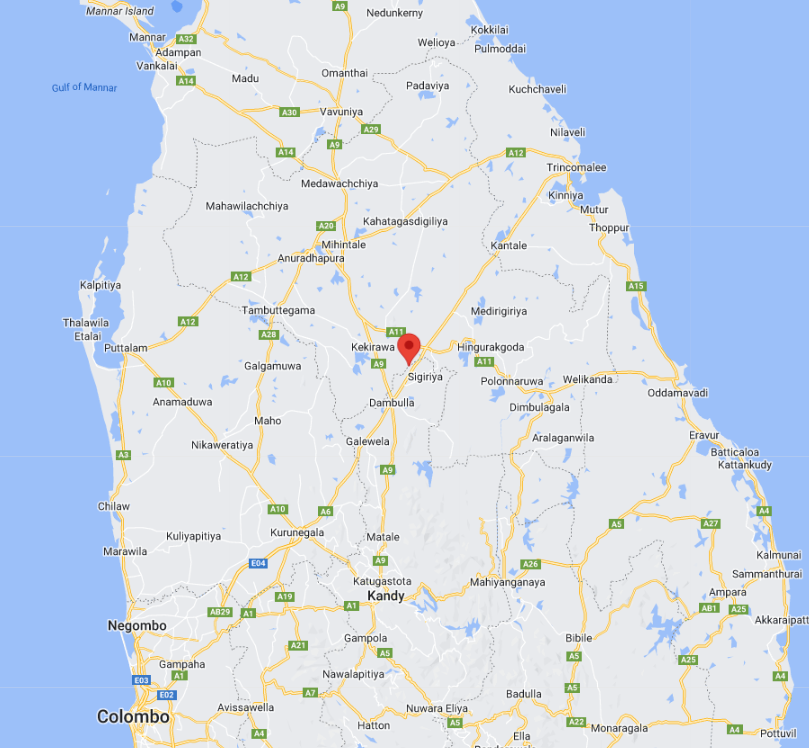 Mannar Island
A9
Nedunkerny
Kokkilai
Mannar
A32
Welioya
Pulmoddai
Adampan
Vankalai
A14
Madu
Omanthai
Padaviya
Kuchchaveli
Gulf of Mannar
A30
Vavuniya
A29
Nilaveli
A14
A9
A12
Trincomalee
Medawachchiya
Kinniya
Mahawilachchiya
Mutur
A20
Kahatagasdigiliya
Thoppur
Mihintale
Kantale
Anuradhapura
A12
Kalpitiya
A15
Tambuttegama
Medirigiriya
Thalawila
Etalai
A12
A28
A11
Puttalam
Kekirawa
Hingurakgoda
A9
A11
Galgamuwa
Sigiriya
A10
Polonnaruwa
Welikanda
Oddamavadi
Anamaduwa
Dambulla
Dimbulagala
Maho
Nikaweratiya
Galewela
Aralaganwila
Eravur
A3
Batticaloa
Kattankudy
A9
Chilaw
A10
A6
A4
A5
A27
Kuliyapitiya
Kurunegala
Matale
Marawila
Kalmunai
E04
A9
A26
Sammanthurai
Katugastota
Mahiyanganaya
Kandy
Ampara
A19
A1
AB29
A1
AB1
A25
Akkaraipatt
Negombo
A21
Gampola
Bibile
A5
A5
Gampaha
A1
A25
Nawalapitiya
E03
E02
A7
A5
A4
Badulla
Avissawella
Nuwara Eliya
Colombo
Hatton
A5
A22
Monaragala
A4
A4
Ella
Pottuvil